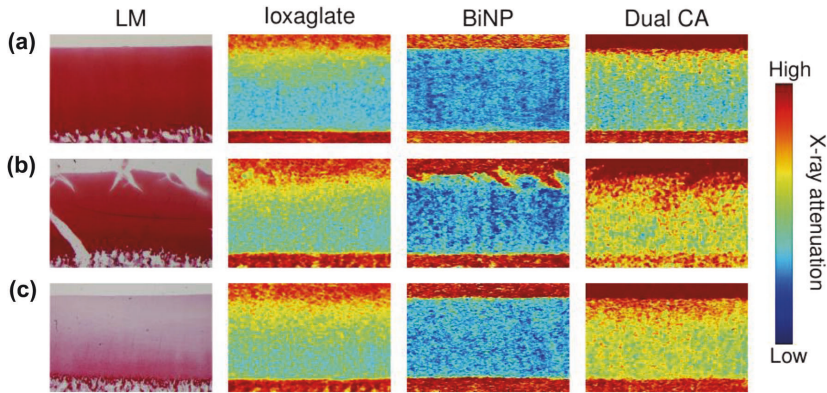 LM Ioxaglate BiNP Dual CA
(a)
(b)
(c)
High
X-ray attenuation
Low